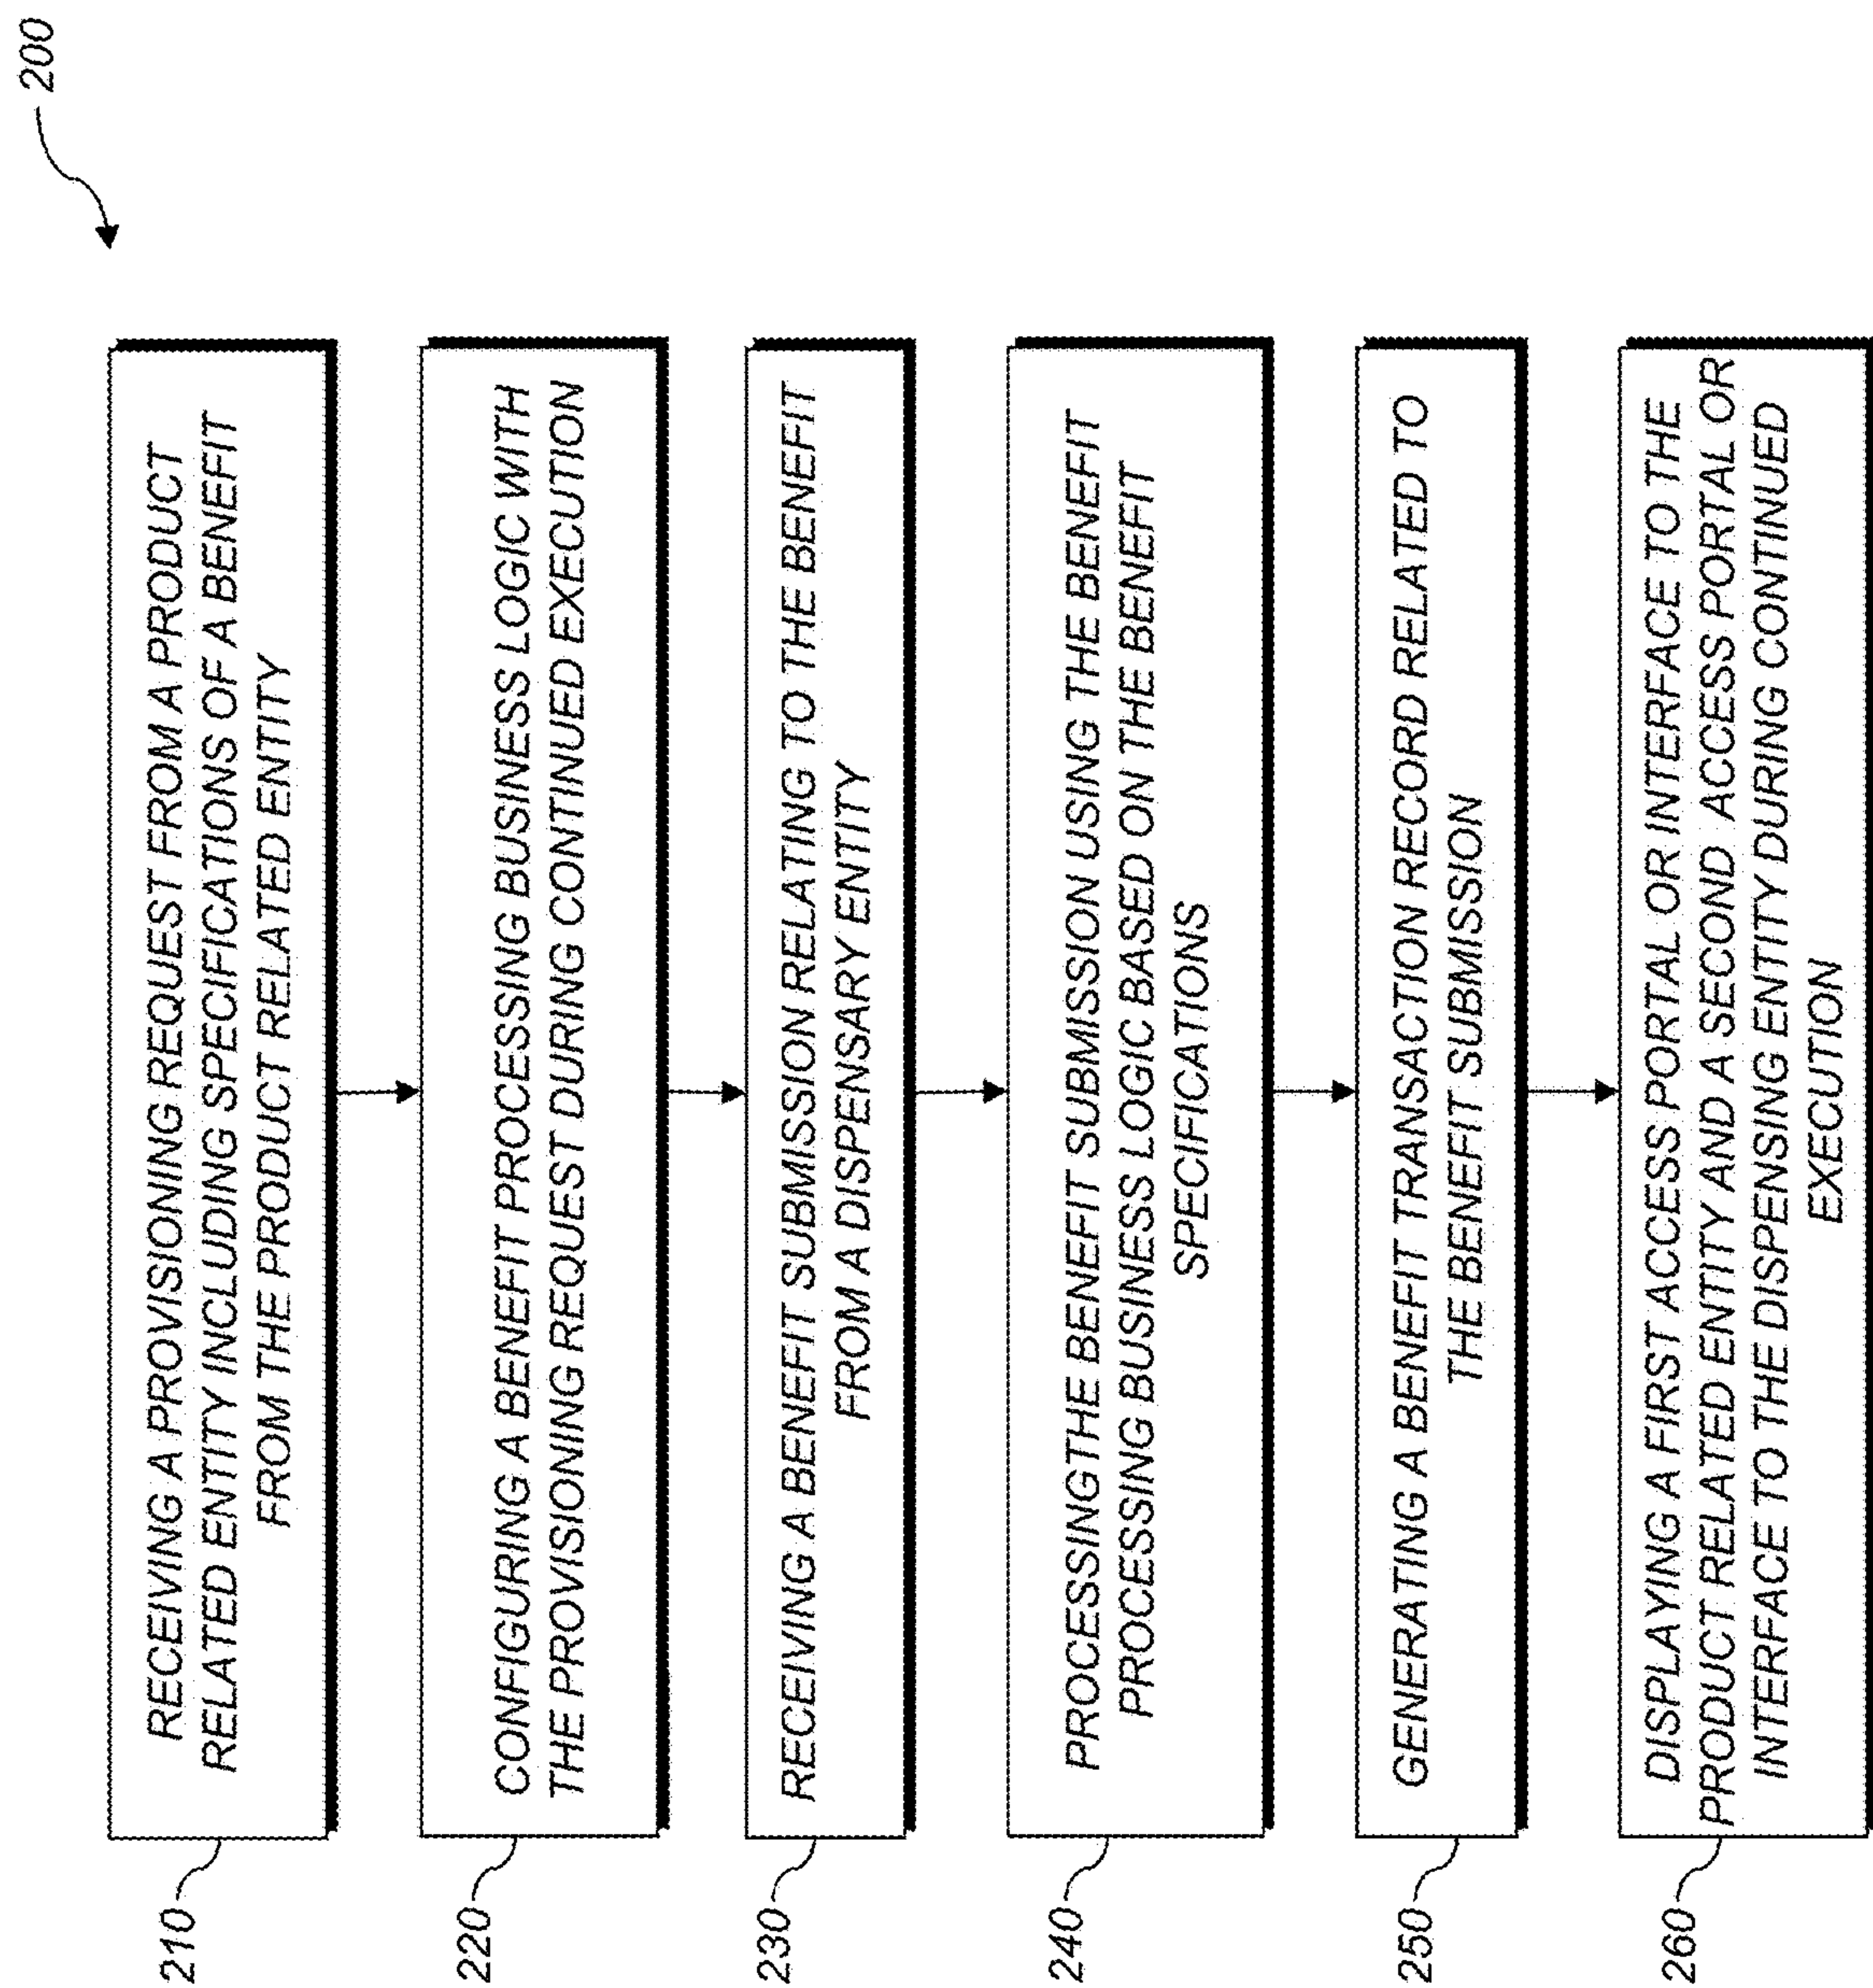 200
210
RECEIVING A PROVISIONING REQUEST FROM A PRODUCT
RELATED ENTITY INCLUDING SPECIFICATIONS OF A BENEFIT
FROM THE PRODUCT RELATED ENTITY
220
CONFIGURING A BENEFIT PROCESSING BUSINESS LOGIC WITH
THE PROVISIONING REQUEST DURING CONTINUED EXECUTION
230
RECEIVING A BENEFIT SUBMISSION RELATING TO THE BENEFIT
FROM A DISPENSARY ENTITY
240
PROCESSINGTHE BENEFIT SUBMISSION USING THE BENEFIT
PROCESSING BUSINESS LOGIC BASED ON THE BENEFIT
SPECIFICATIONS
250
GENERATING A BENEFIT TRANSACTION RECORD RELATED TO
THE BENEFIT SUBMISSION
260
DISPLAYING A FIRST ACCESS PORTAL OR INTERFACE TO THE
PRODUCT RELATED ENTITY AND A SECOND ACCESS PORTAL OR
INTERFACE TO THE DISPENSING ENTITY DURING CONTINUED
EXECUTION